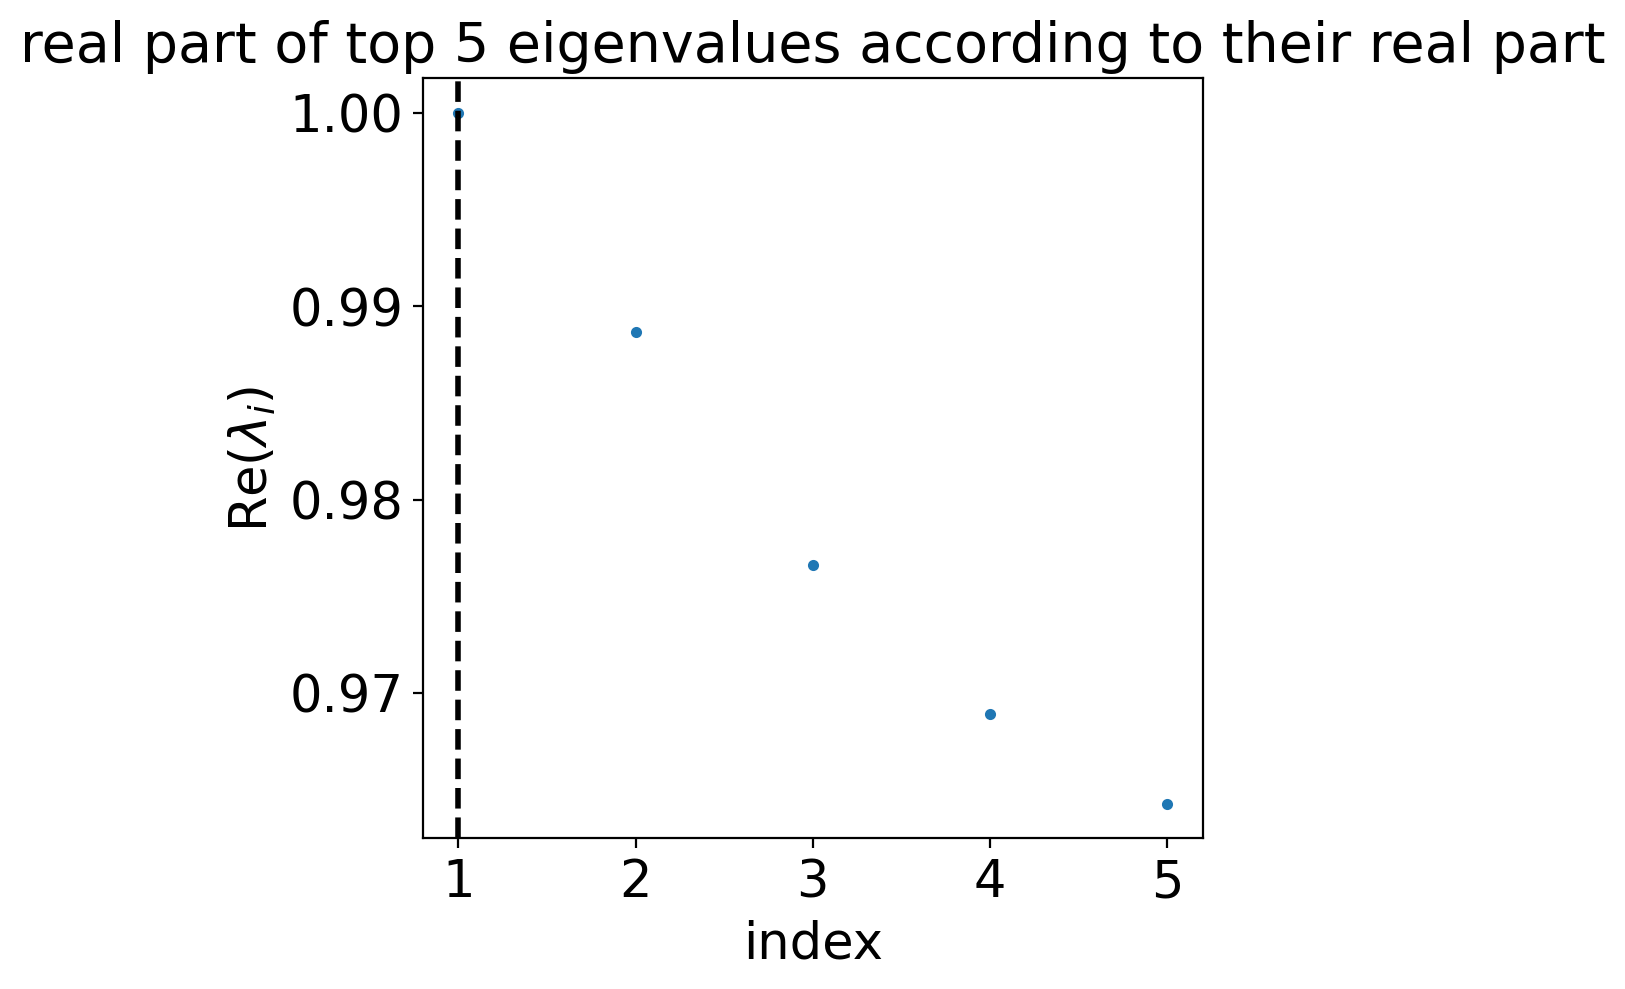 real part of top 5 eigenvalues according to their real part
1.00
0.99
0.98
0.97
Re(λᵢ)
1 2 3 4 5
index